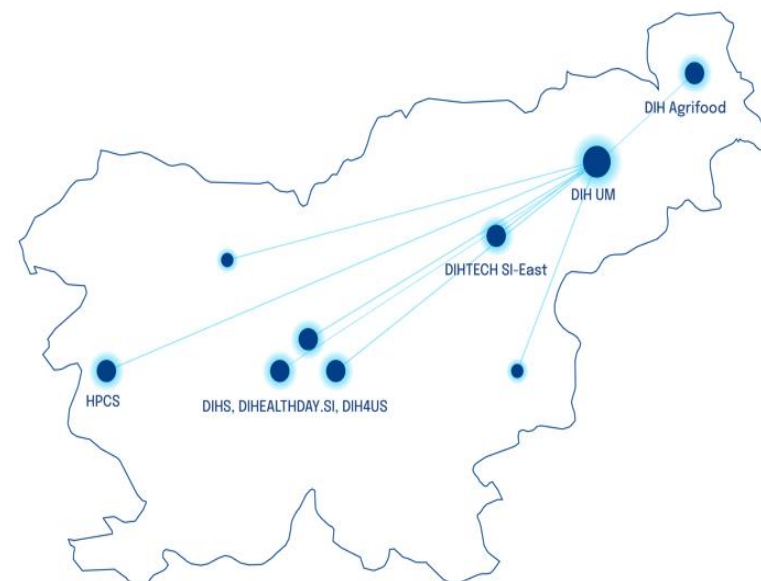 DIH Agrifood
DIH UM
DIHTECH SI-East
HPCS
DIHS, DIHEALTHDAY.SI, DIH4US